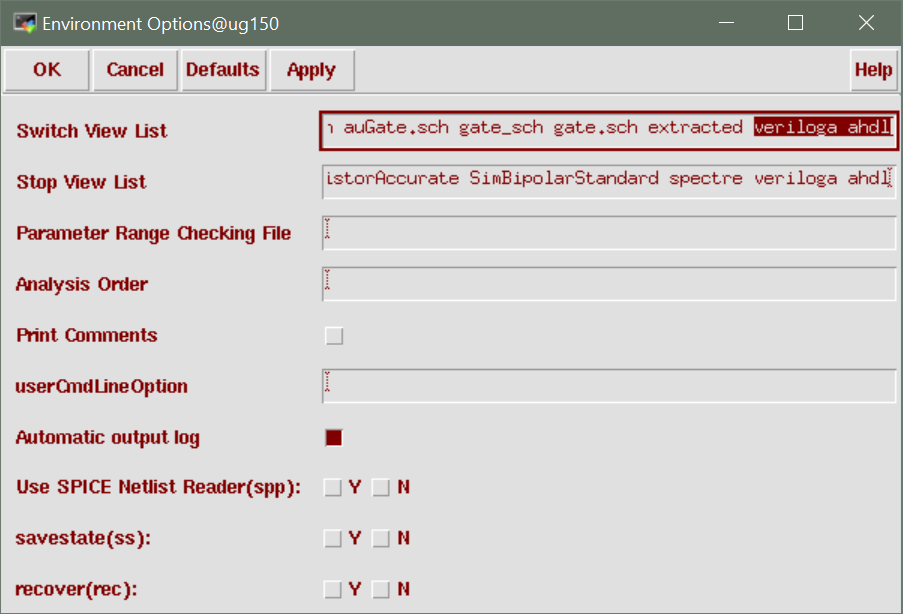 Environment Options@ug150
OK Cancel Defaults Apply Help
Switch View List auGate.sch gate_sch gate.sch extracted veriloga ahdl
Stop View List istorAccurate SimBipolarStandard spectre veriloga ahdl
Parameter Range Checking File
Analysis Order
Print Comments
userCmdLineOption
Automatic output log
Use SPICE Netlist Reader(spp): Y N
savestate(ss): Y N
recover(rec): Y N